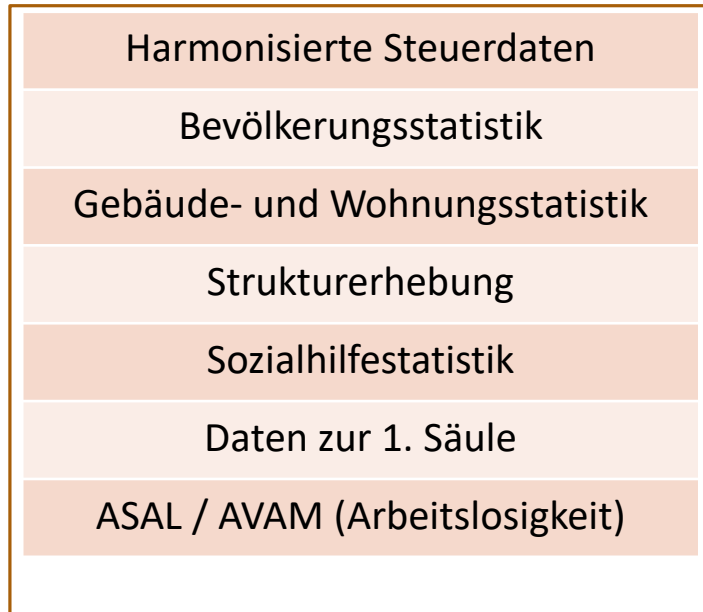 Harmonisierte Steuerdaten
Bevölkerungsstatistik
Gebäude- und Wohnungsstatistik
Strukturerhebung
Sozialhilfestatistik
Daten zur 1. Säule
ASAL / AVAM (Arbeitslosigkeit)